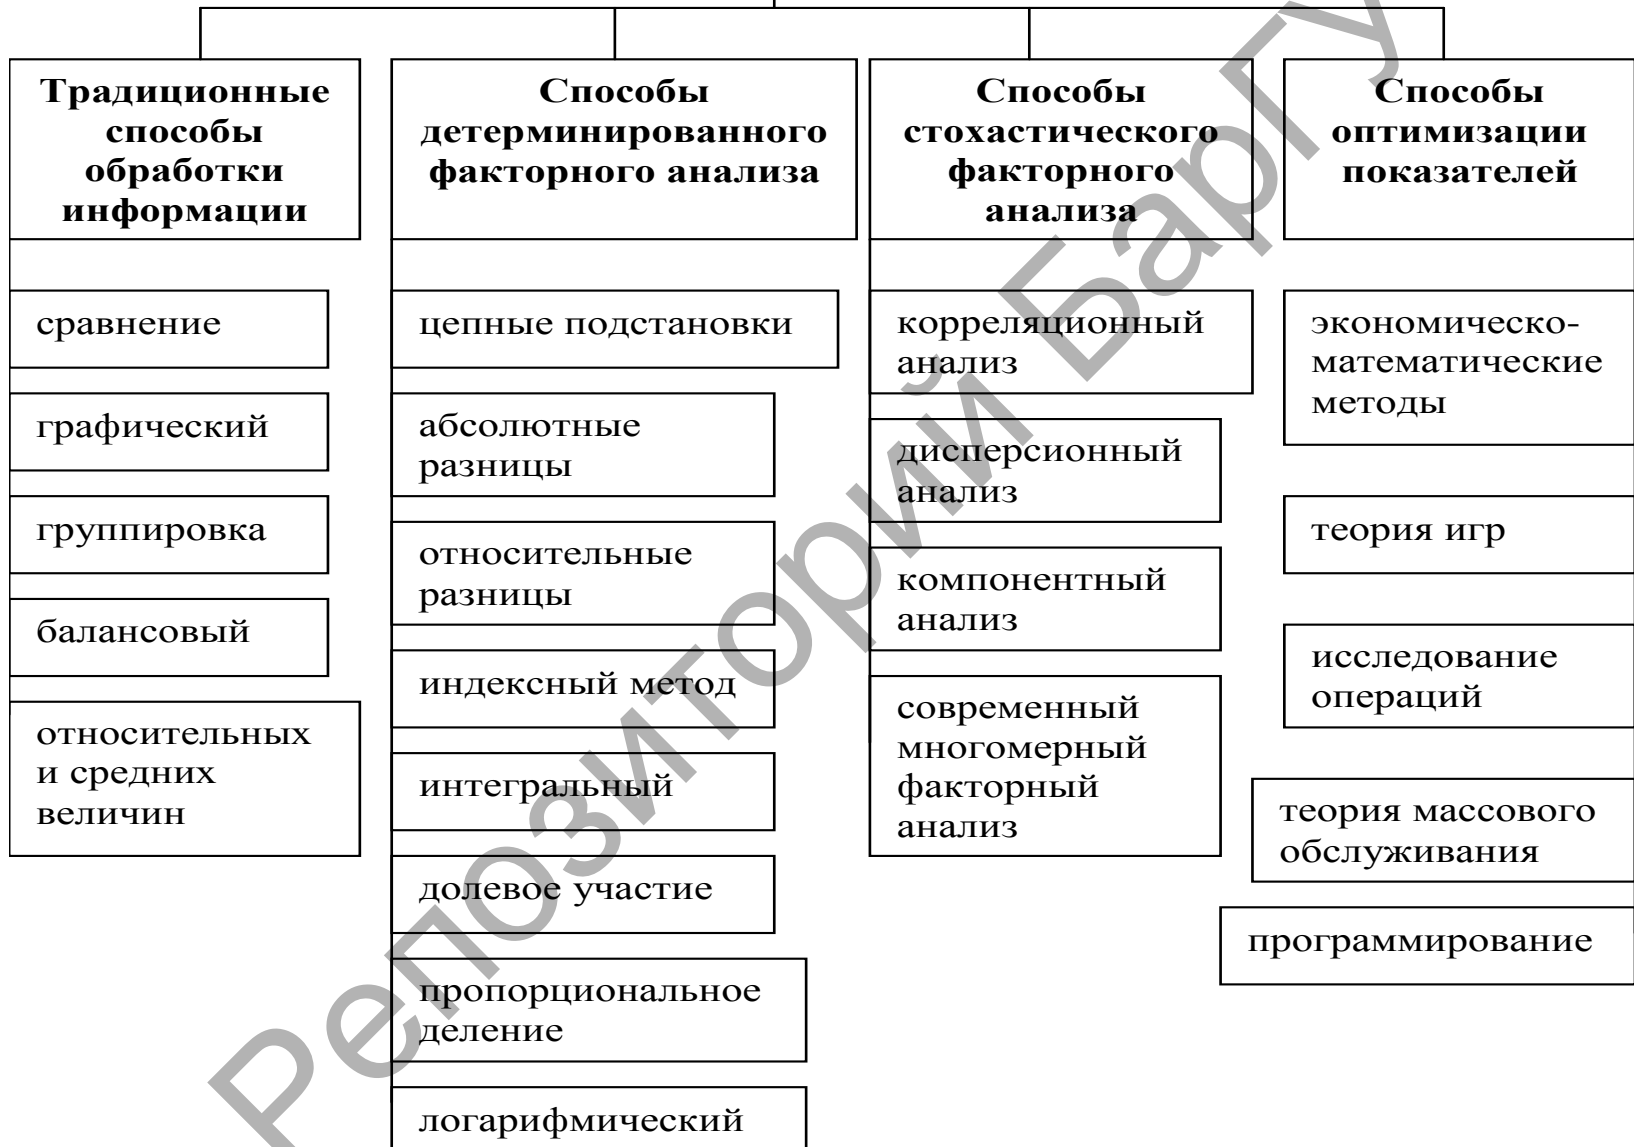 Традиционные
способы
обработки
информации
сравнение
графический
группировка
балансовый
относительных
и средних
величин
Способы
детерминированного
факторного анализа
цепные подстановки
абсолютные
разницы
относительные
разницы
индексный метод
интегральный
долевое участие
пропорциональное
деление
логарифмический
Способы
стохастического
факторного
анализа
корреляционный
анализ
дисперсионный
анализ
компонентный
анализ
современный
многомерный
факторный
анализ
Способы
оптимизации
показателей
экономическо-
математические
методы
теория игр
исследование
операций
теория массового
обслуживания
программирование
Репозиторий БарГУ